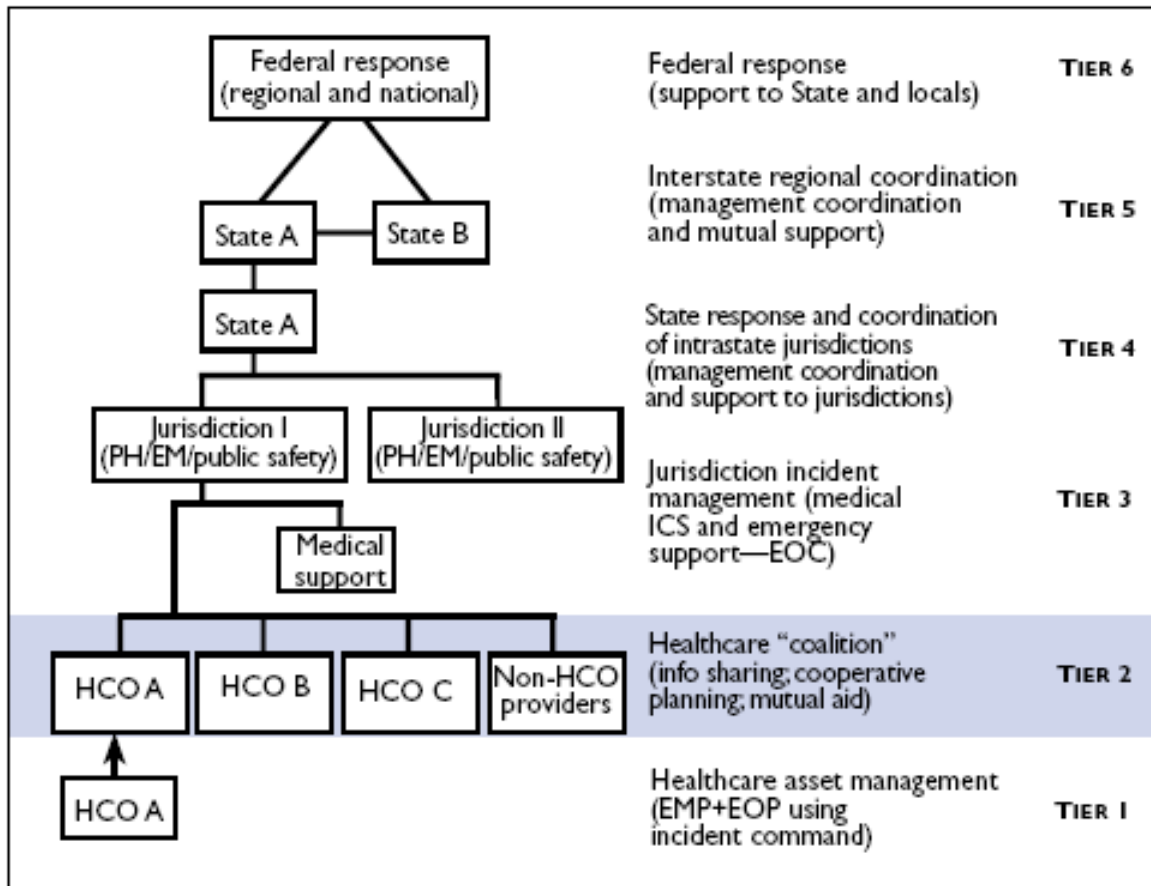 Federal response
(regional and national)
Federal response
(support to State and locals)
TIER 6
State A
State B
Interstate regional coordination
(management coordination
and mutual support)
TIER 5
State A
State response and coordination
of intrastate jurisdictions
(management coordination
and support to jurisdictions)
TIER 4
Jurisdiction I
(PH/EM/public safety)
Jurisdiction II
(PH/EM/public safety)
Medical
support
Jurisdiction incident
management (medical
ICS and emergency
support—EOC)
TIER 3
HCO A
HCO B
HCO C
Non-HCO
providers
Healthcare “coalition”
(info sharing; cooperative
planning; mutual aid)
TIER 2
HCO A
Healthcare asset management
(EMP+EOP using
incident command)
TIER 1